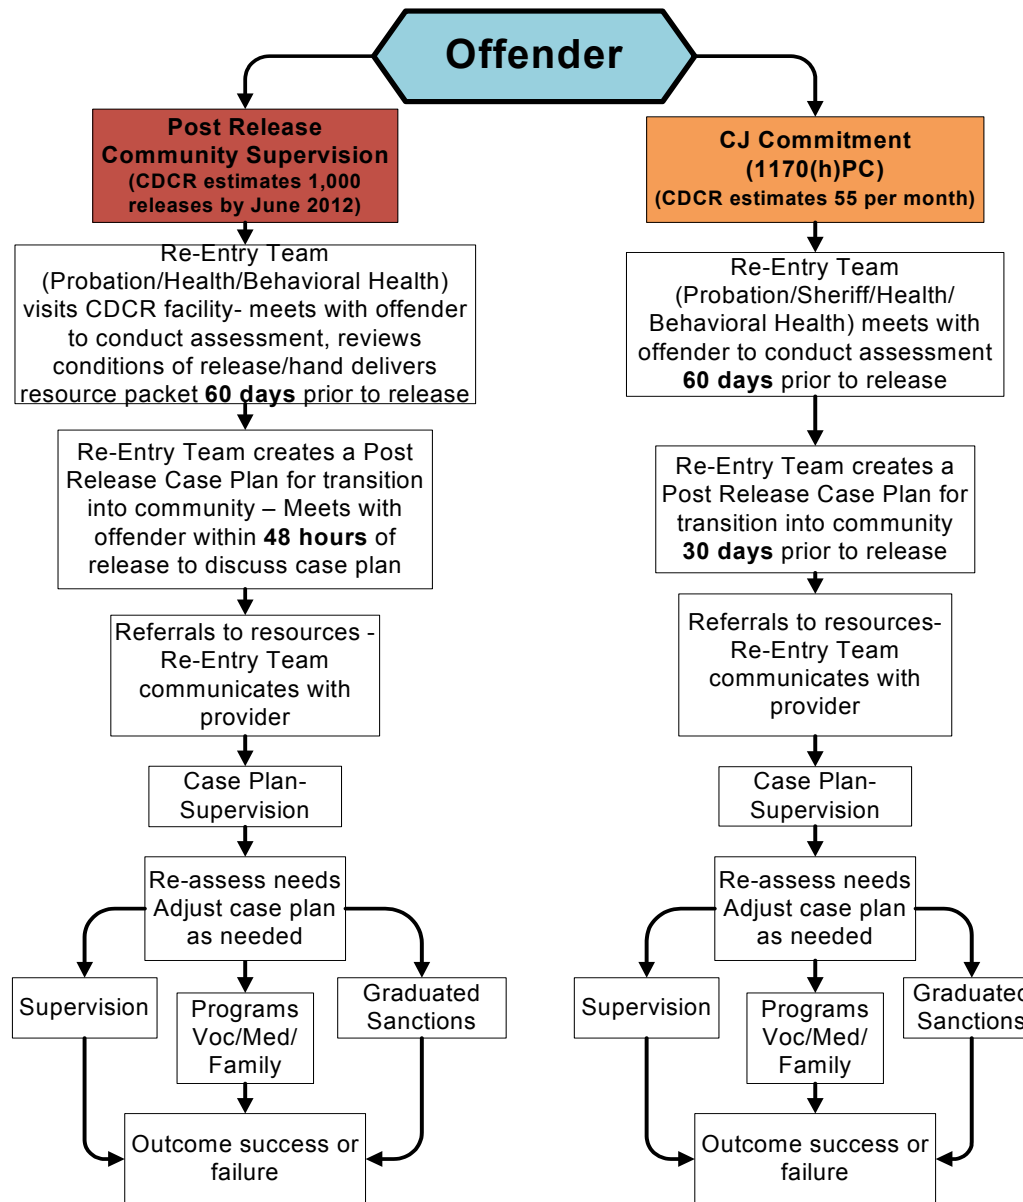 Offender
Post Release
Community Supervision
(CDCR estimates 1,000
releases by June 2012)
Re-Entry Team
(Probation/Health/Behavioral Health)
visits CDCR facility- meets with offender
to conduct assessment, reviews
conditions of release/hand delivers
resource packet 60 days prior to release
Re-Entry Team creates a Post
Release Case Plan for transition
into community – Meets with
offender within 48 hours of
release to discuss case plan
Referrals to resources -
Re-Entry Team
communicates with
provider
Case Plan-
Supervision
Re-assess needs
Adjust case plan
as needed
Supervision
Programs
Voc/Med/
Family
Graduated
Sanctions
Outcome success or
failure
CJ Commitment
(1170(h)PC)
(CDCR estimates 55 per month)
Re-Entry Team
(Probation/Sheriff/Health/
Behavioral Health) meets with
offender to conduct assessment
60 days prior to release
Re-Entry Team creates a
Post Release Case Plan for
transition into community
30 days prior to release
Referrals to resources-
Re-Entry Team
communicates with
provider
Case Plan-
Supervision
Re-assess needs
Adjust case plan
as needed
Supervision
Programs
Voc/Med/
Family
Graduated
Sanctions
Outcome success or
failure